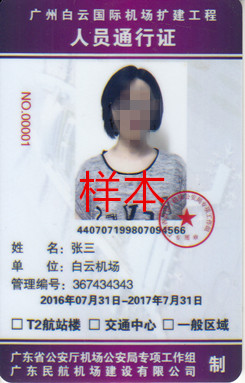 广州白云国际机场扩建工程
人员通行证
NO.00001
样本
440707199807094566
姓 名：张三
单 位：白云机场
管理编号：367434343
2016年07月31日-2017年7月31日
□ T2航站楼 □ 交通中心 □ 一般区域
广东省公安厅机场公安局专项工作组
广东民航机场建设有限公司 制